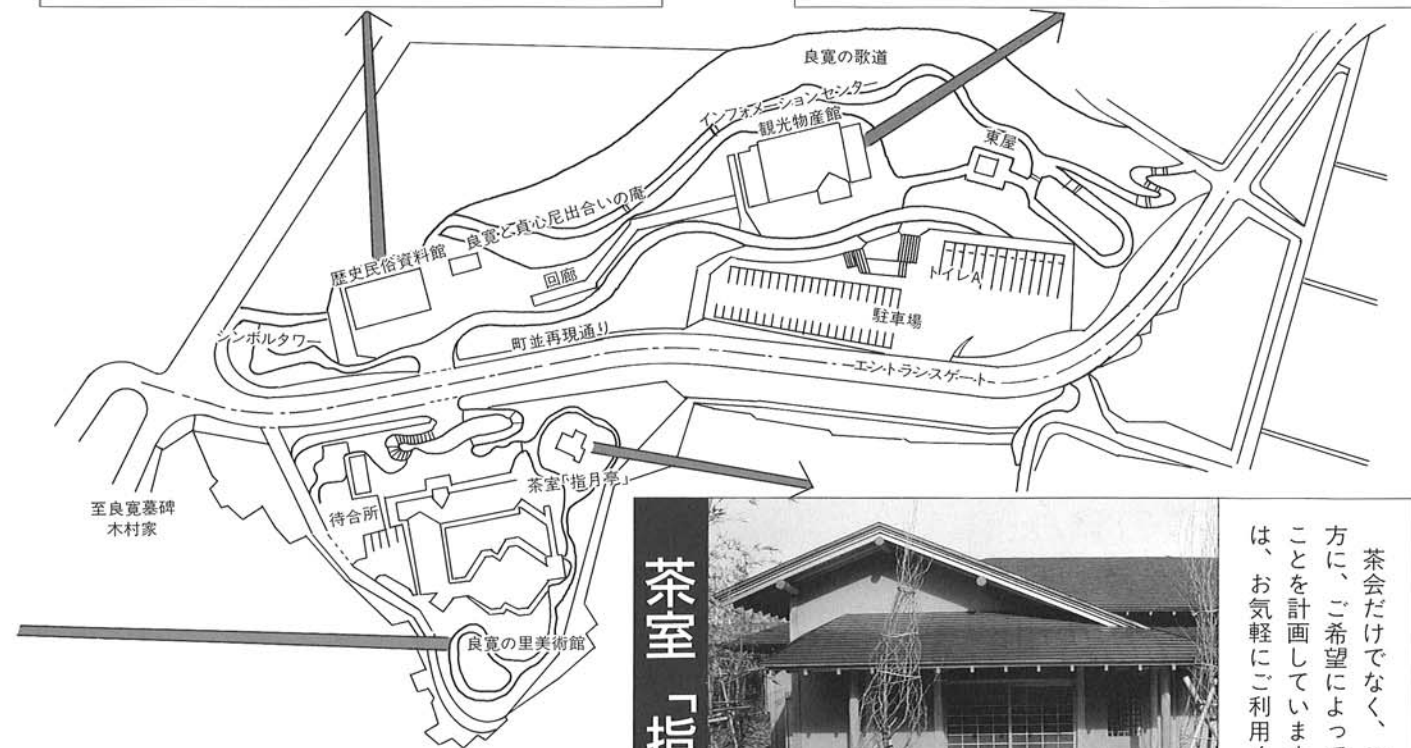 良寛の歌道
インフォメーションセンター
観光物産館
東屋
良寛と貞心尼出合いの庵
歴史民俗資料館
回廊
トイレA
駐車場
シンボルタワー
町並再現通り
エントランスゲート
茶室「指月亭」
待合所
至良寛墓碑
木村家
良寛の里美術館
茶室「指
茶会だけでなく、
方に、ご希望によっ
ことを計画していま
は、お気軽にご利用